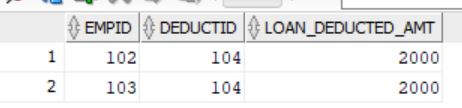 EMPID DEDUCTID LOAN_DEDUCTED_AMT
1 102 104 2000
2 103 104 2000